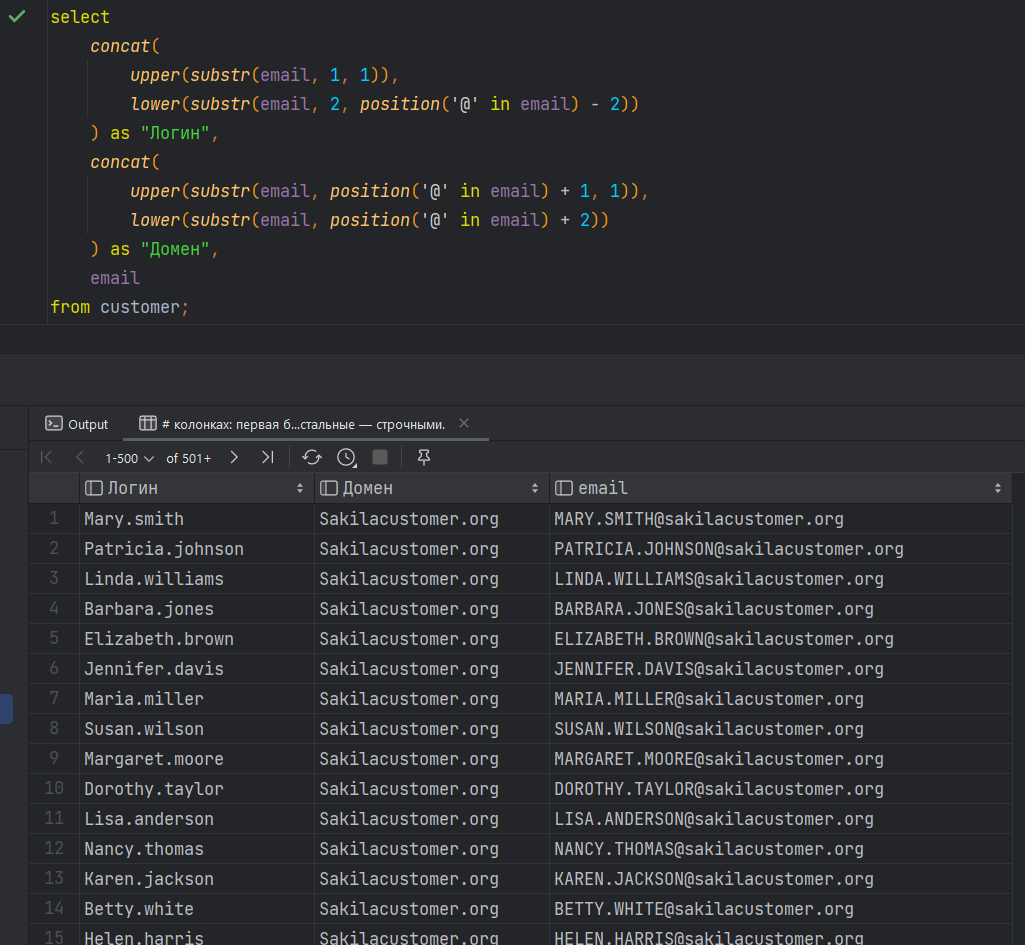 select
concat(
upper(substr(email, 1, 1)),
lower(substr(email, 2, position('@' in email) - 2))
) as "Логин",
concat(
upper(substr(email, position('@' in email) + 1, 1)),
lower(substr(email, position('@' in email) + 2))
) as "Домен",
email
from customer;
Output # колонках: первая б...стальные — строчными.
1-500 of 501+
Логин Домен email
1 Mary.smith Sakilacustomer.org MARY.SMITH@sakilacustomer.org
2 Patricia.johnson Sakilacustomer.org PATRICIA.JOHNSON@sakilacustomer.org
3 Linda.williams Sakilacustomer.org LINDA.WILLIAMS@sakilacustomer.org
4 Barbara.jones Sakilacustomer.org BARBARA.JONES@sakilacustomer.org
5 Elizabeth.brown Sakilacustomer.org ELIZABETH.BROWN@sakilacustomer.org
6 Jennifer.davis Sakilacustomer.org JENNIFER.DAVIS@sakilacustomer.org
7 Maria.miller Sakilacustomer.org MARIA.MILLER@sakilacustomer.org
8 Susan.wilson Sakilacustomer.org SUSAN.WILSON@sakilacustomer.org
9 Margaret.moore Sakilacustomer.org MARGARET.MOORE@sakilacustomer.org
10 Dorothy.taylor Sakilacustomer.org DOROTHY.TAYLOR@sakilacustomer.org
11 Lisa.anderson Sakilacustomer.org LISA.ANDERSON@sakilacustomer.org
12 Nancy.thomas Sakilacustomer.org NANCY.THOMAS@sakilacustomer.org
13 Karen.jackson Sakilacustomer.org KAREN.JACKSON@sakilacustomer.org
14 Betty.white Sakilacustomer.org BETTY.WHITE@sakilacustomer.org
15 Helen.harris Sakilacustomer.org HELEN.HARRIS@sakilacustomer.org